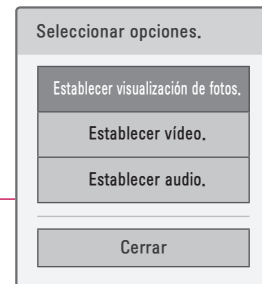 Seleccionar opciones.
Establecer visualización de fotos.
Establecer vídeo.
Establecer audio.
Cerrar